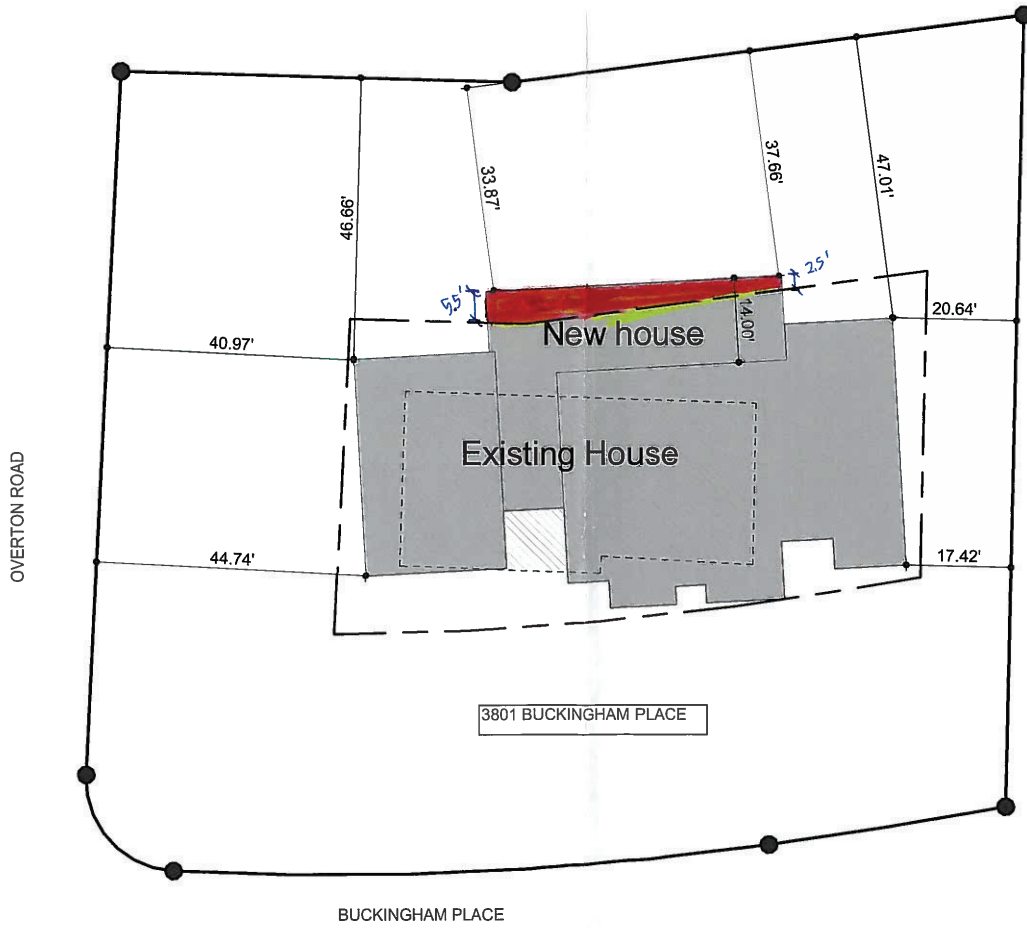 46.66'
33.87'
37.66'
47.01'
5.5'
2.5'
14.00'
20.64'
New house
40.97'
Existing House
OVERTON ROAD
44.74'
17.42'
3801 BUCKINGHAM PLACE
BUCKINGHAM PLACE